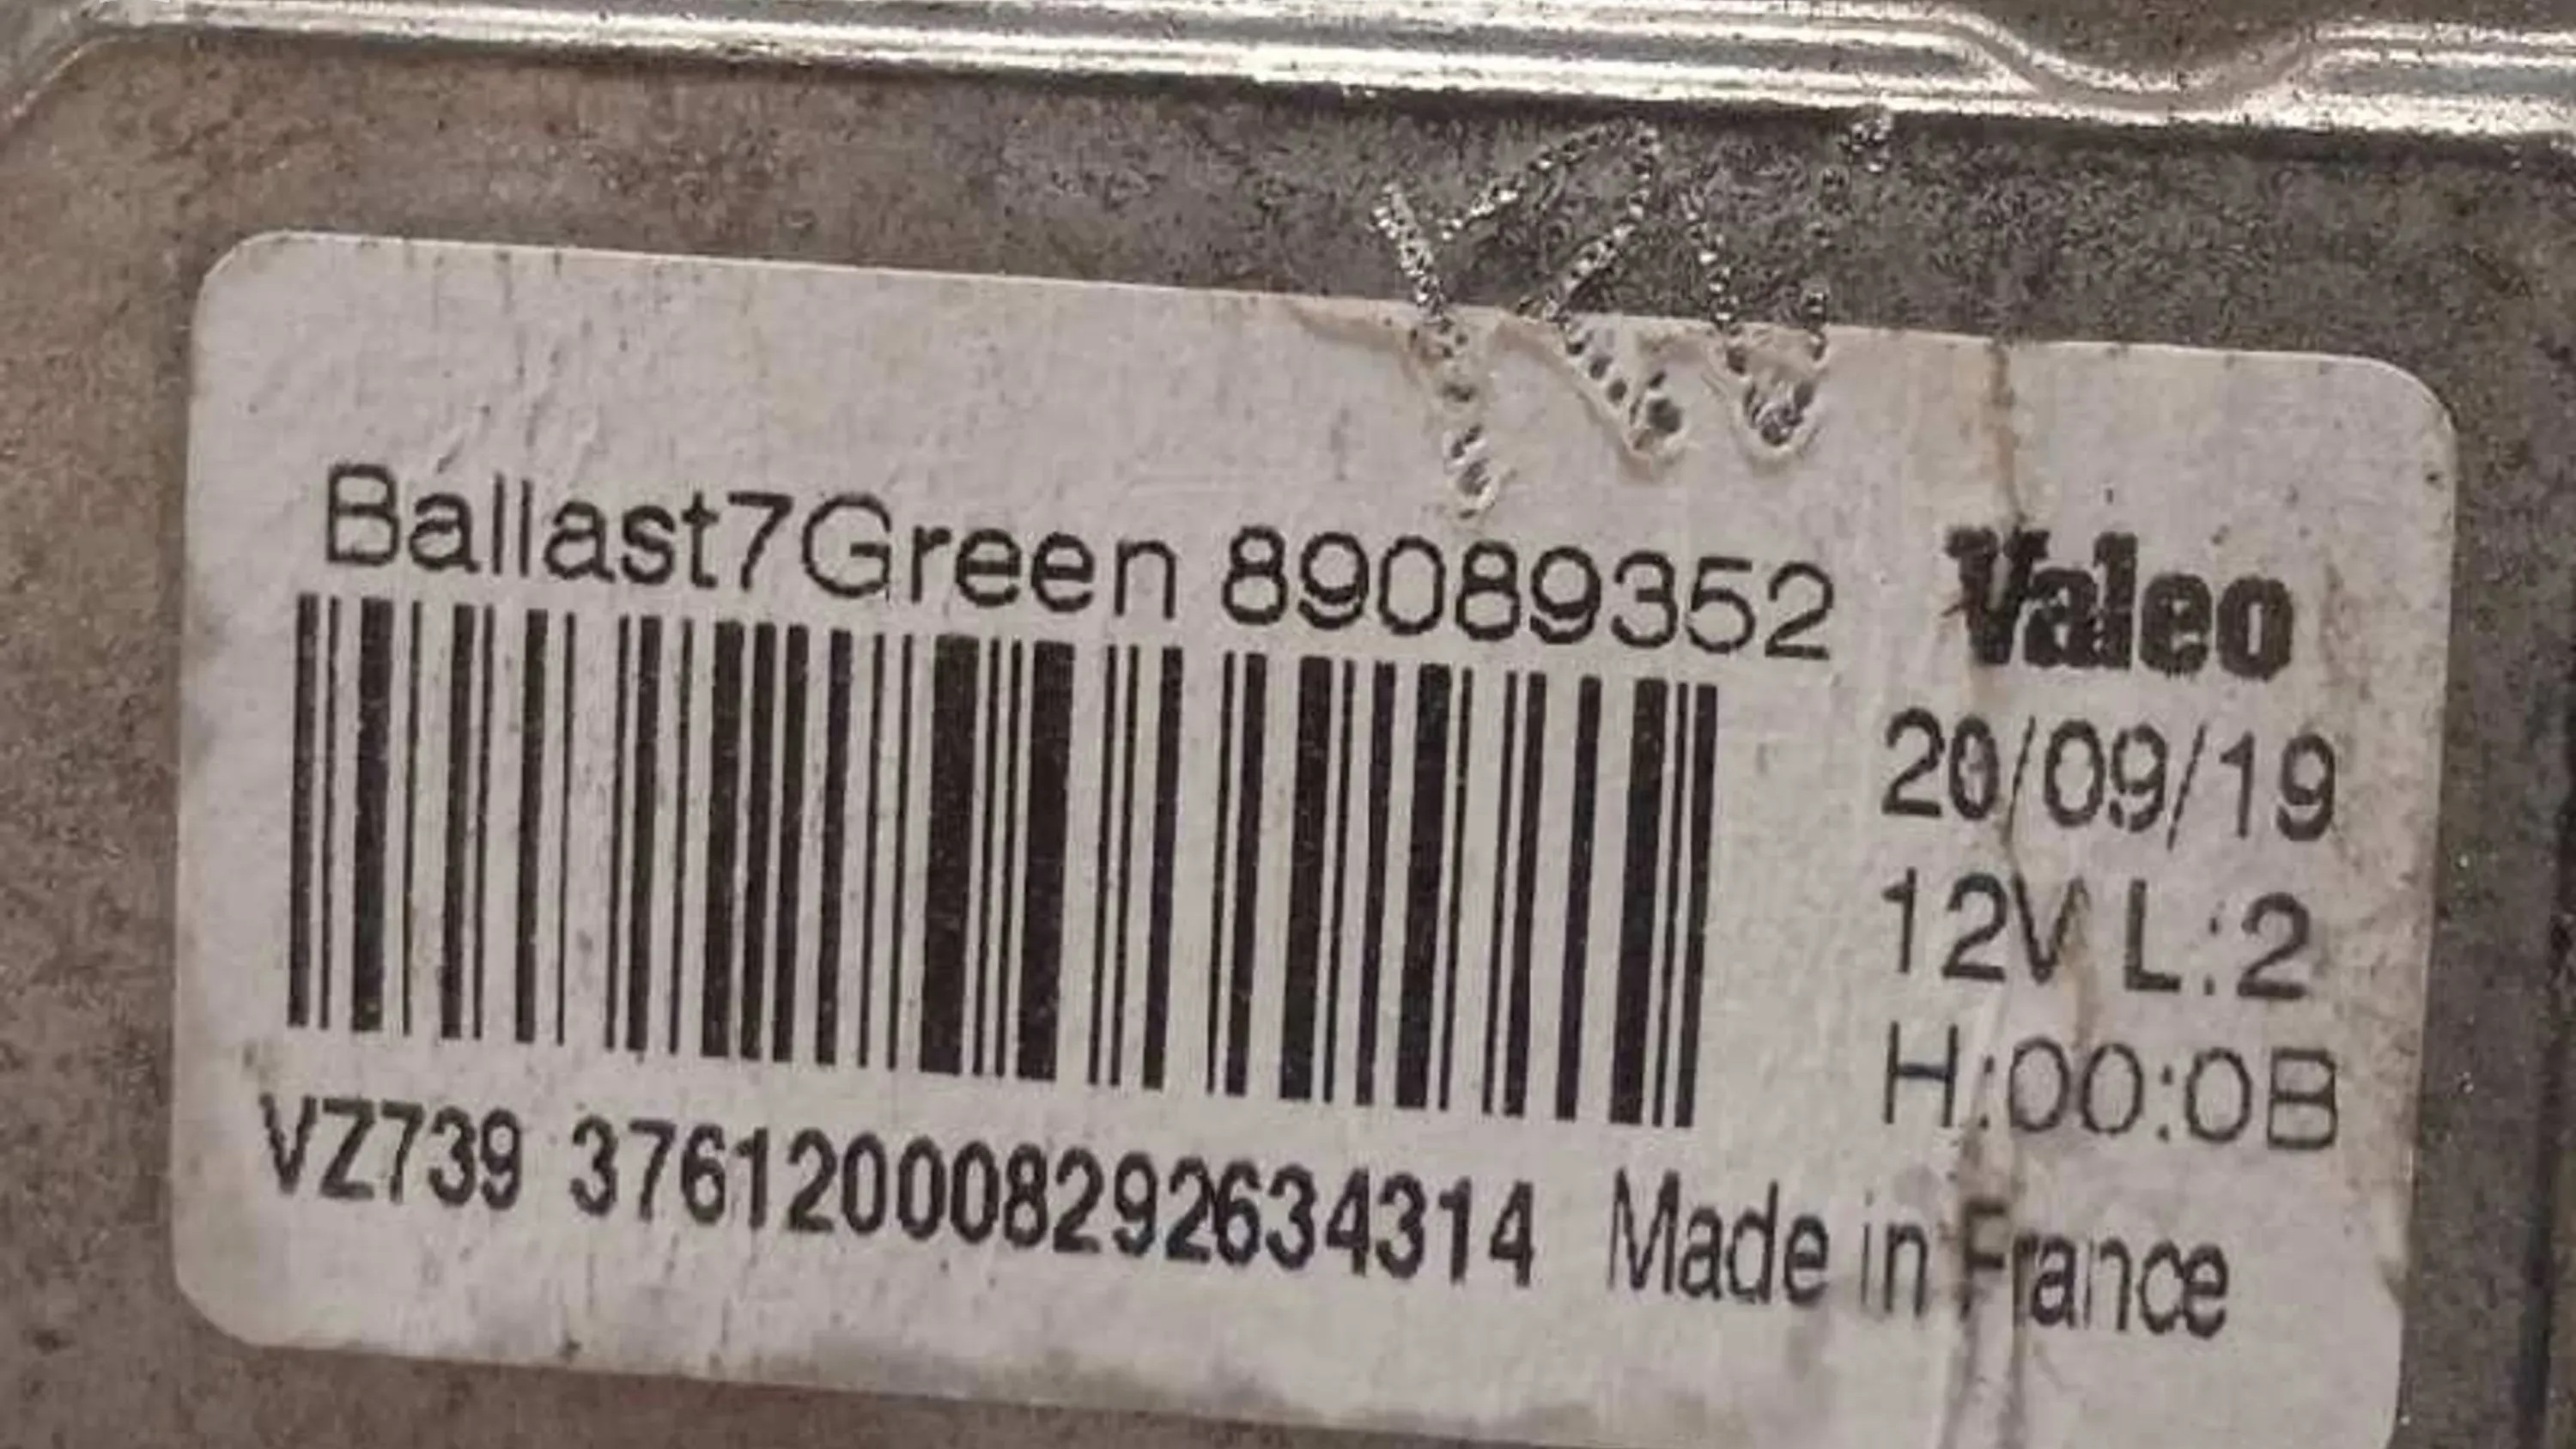 Ballast7Green 89089352
Valeo
20/09/19
12V L:2
H:00:0B
VZ739 3761200008292634314 Made in France